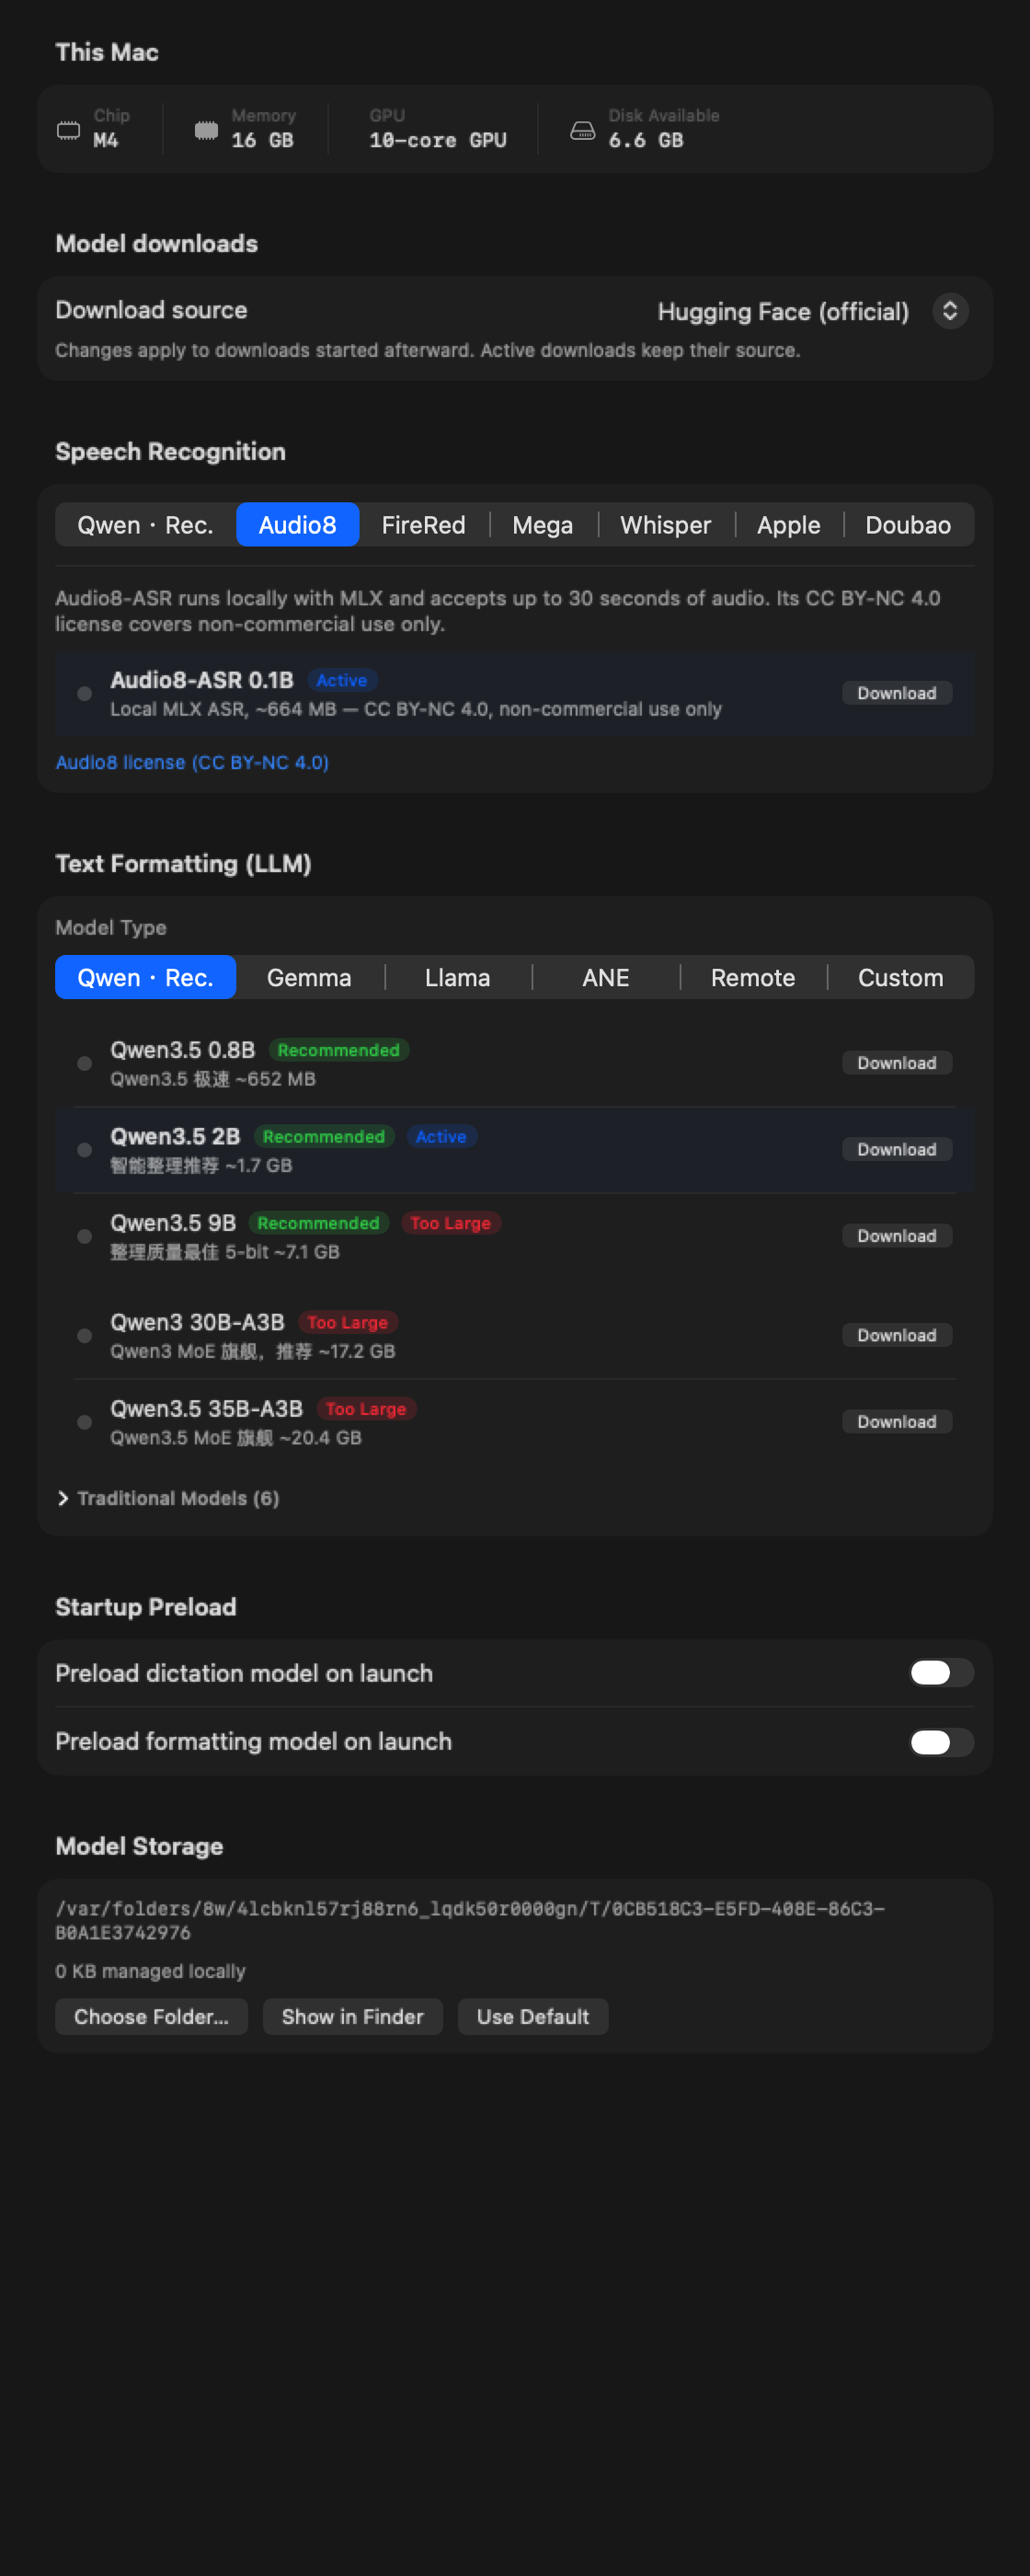 This Mac
Chip
M4
Memory
16 GB
GPU
10-core GPU
Disk Available
6.6 GB
Model downloads
Download source
Hugging Face (official)
Changes apply to downloads started afterward. Active downloads keep their source.
Speech Recognition
Qwen · Rec.
Audio8
FireRed
Mega
Whisper
Apple
Doubao
Audio8-ASR runs locally with MLX and accepts up to 30 seconds of audio. Its CC BY-NC 4.0
license covers non-commercial use only.
Audio8-ASR 0.1B
Active
Local MLX ASR, ~664 MB — CC BY-NC 4.0, non-commercial use only
Download
Audio8 license (CC BY-NC 4.0)
Text Formatting (LLM)
Model Type
Qwen · Rec.
Gemma
Llama
ANE
Remote
Custom
Qwen3.5 0.8B
Recommended
Qwen3.5 极速 ~652 MB
Download
Qwen3.5 2B
Recommended
Active
智能整理推荐 ~1.7 GB
Download
Qwen3.5 9B
Recommended
Too Large
整理质量最佳 5-bit ~7.1 GB
Download
Qwen3 30B-A3B
Too Large
Qwen3 MoE 旗舰，推荐 ~17.2 GB
Download
Qwen3.5 35B-A3B
Too Large
Qwen3.5 MoE 旗舰 ~20.4 GB
Download
Traditional Models (6)
Startup Preload
Preload dictation model on launch
Preload formatting model on launch
Model Storage
/var/folders/8w/4lcbknl57rj88rn6_lqdk50r0000gn/T/0CB518C3-E5FD-408E-86C3-
B0A1E3742976
0 KB managed locally
Choose Folder...
Show in Finder
Use Default